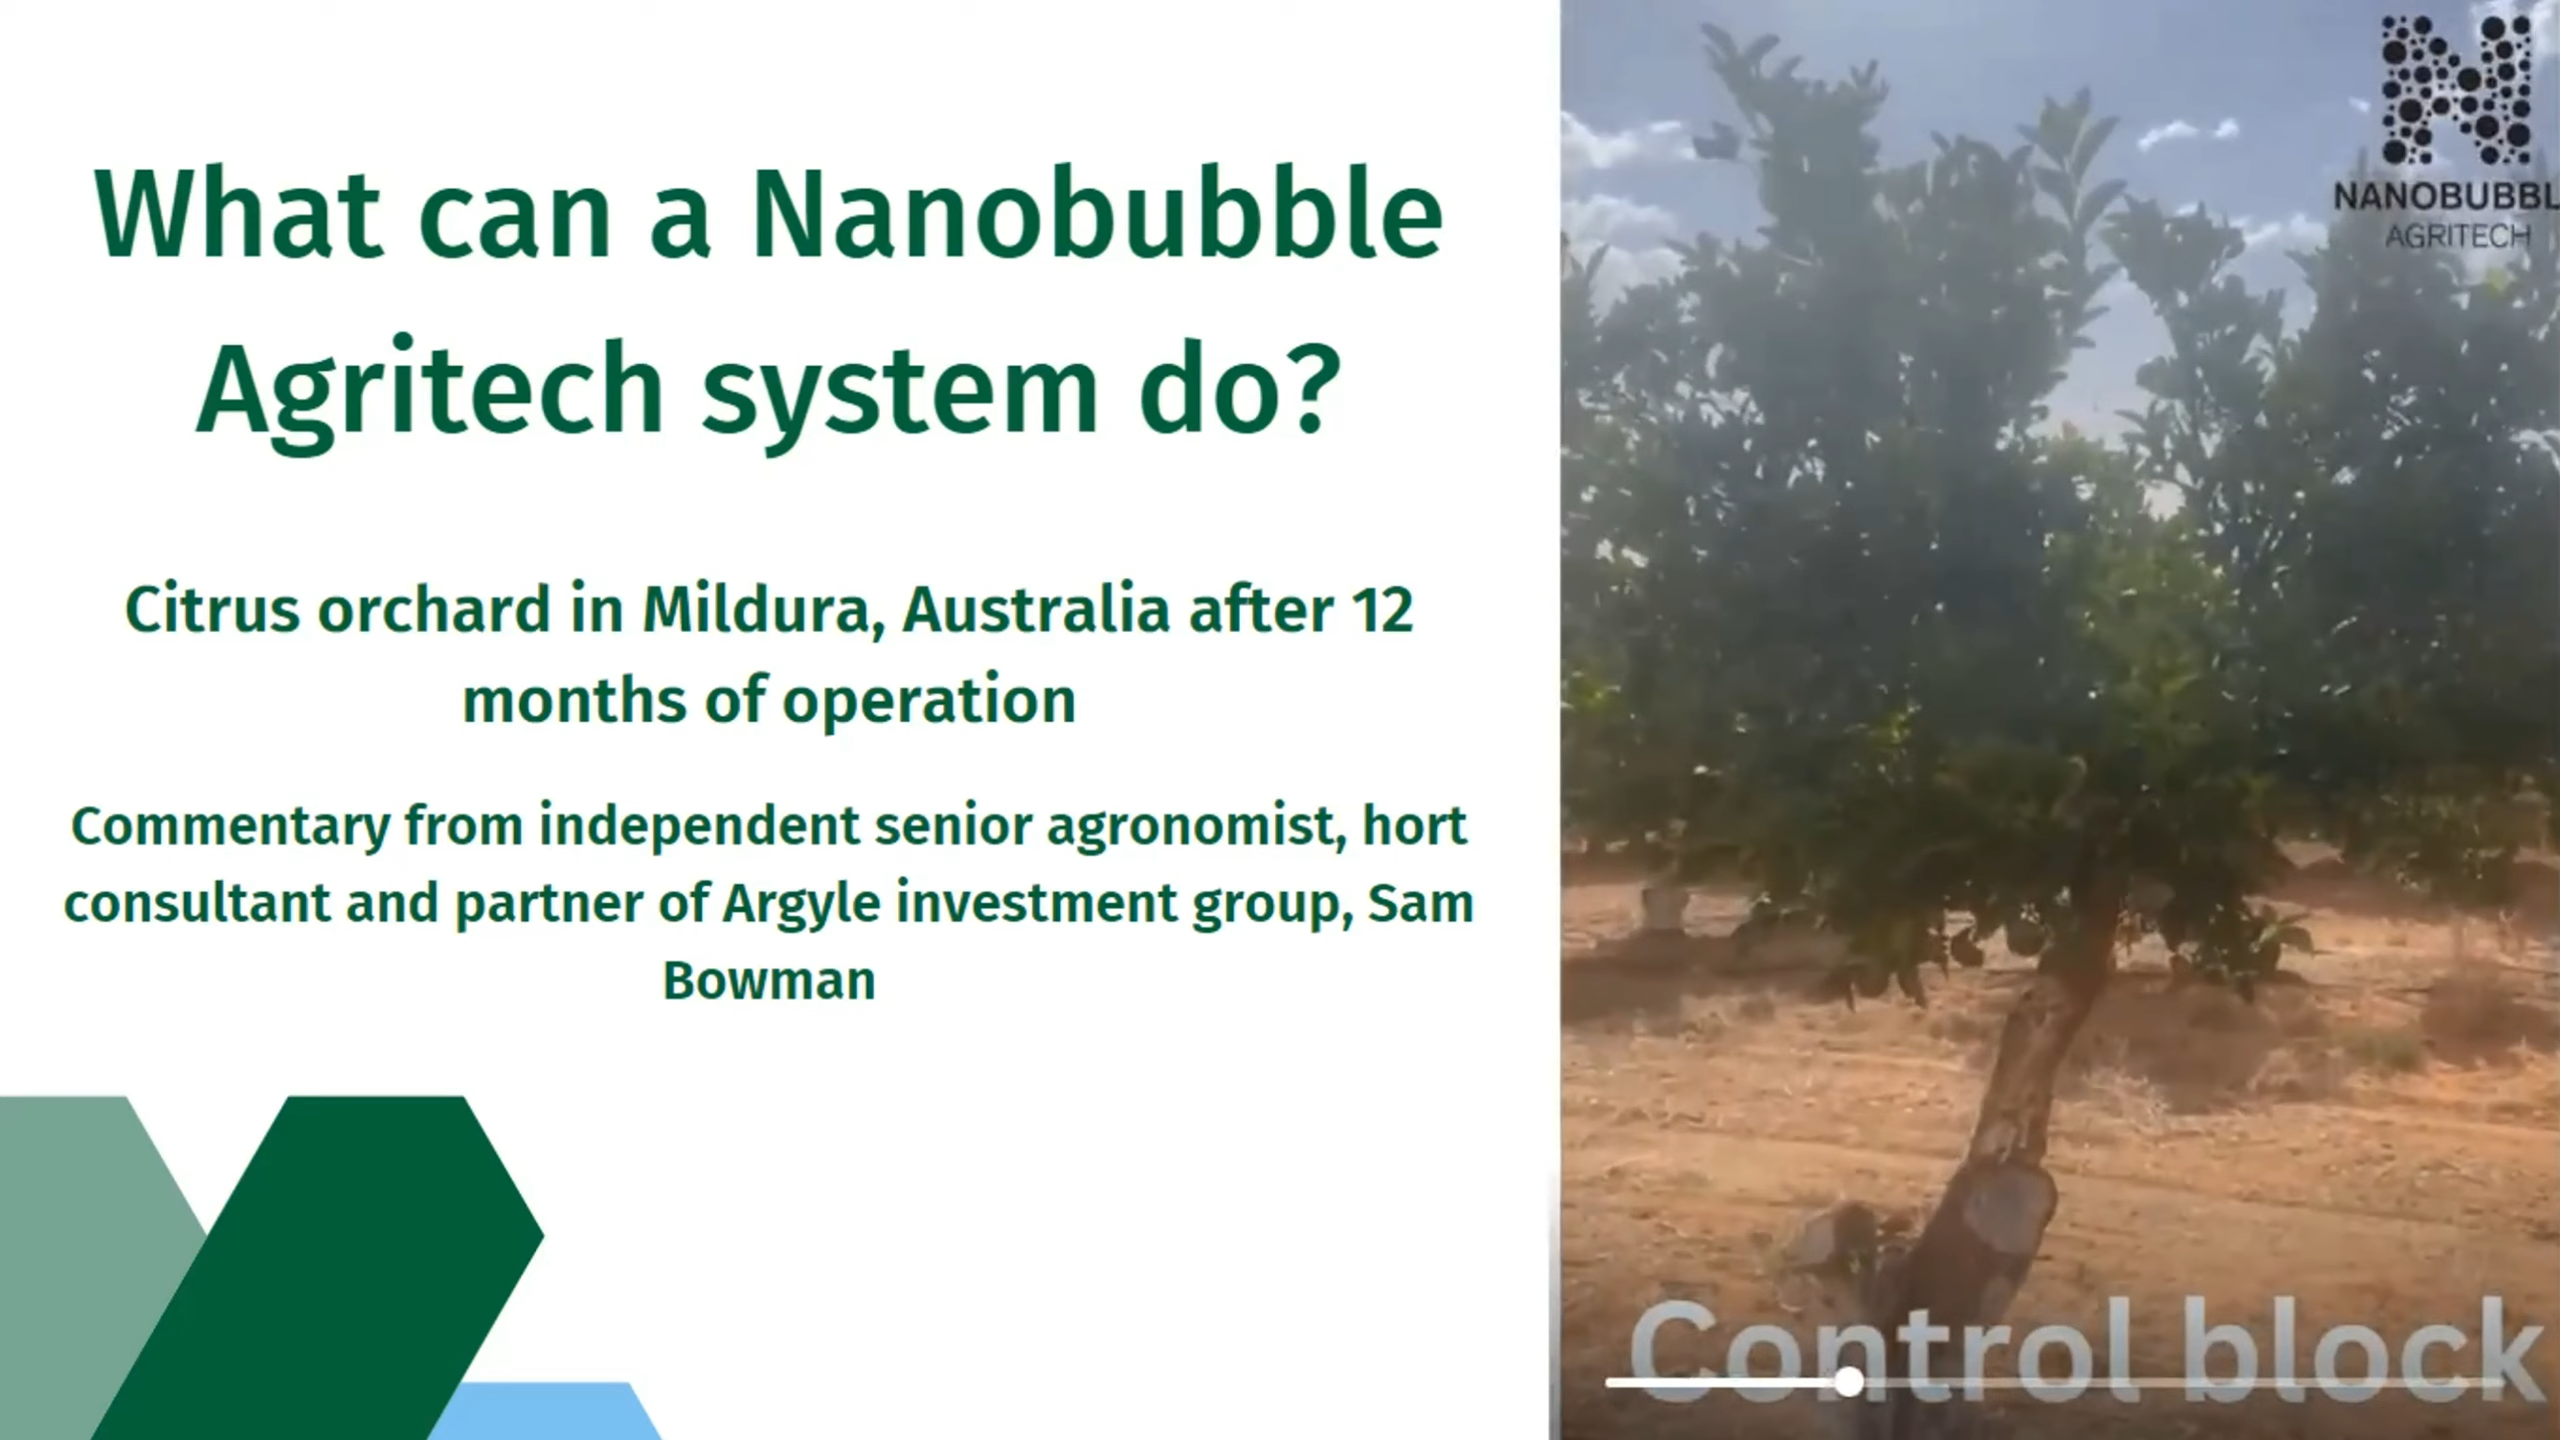 What can a Nanobubble
Agritech system do?
Citrus orchard in Mildura, Australia after 12
months of operation
Commentary from independent senior agronomist, hort
consultant and partner of Argyle investment group, Sam
Bowman
NANOBUBBL
AGRITECH
Control block